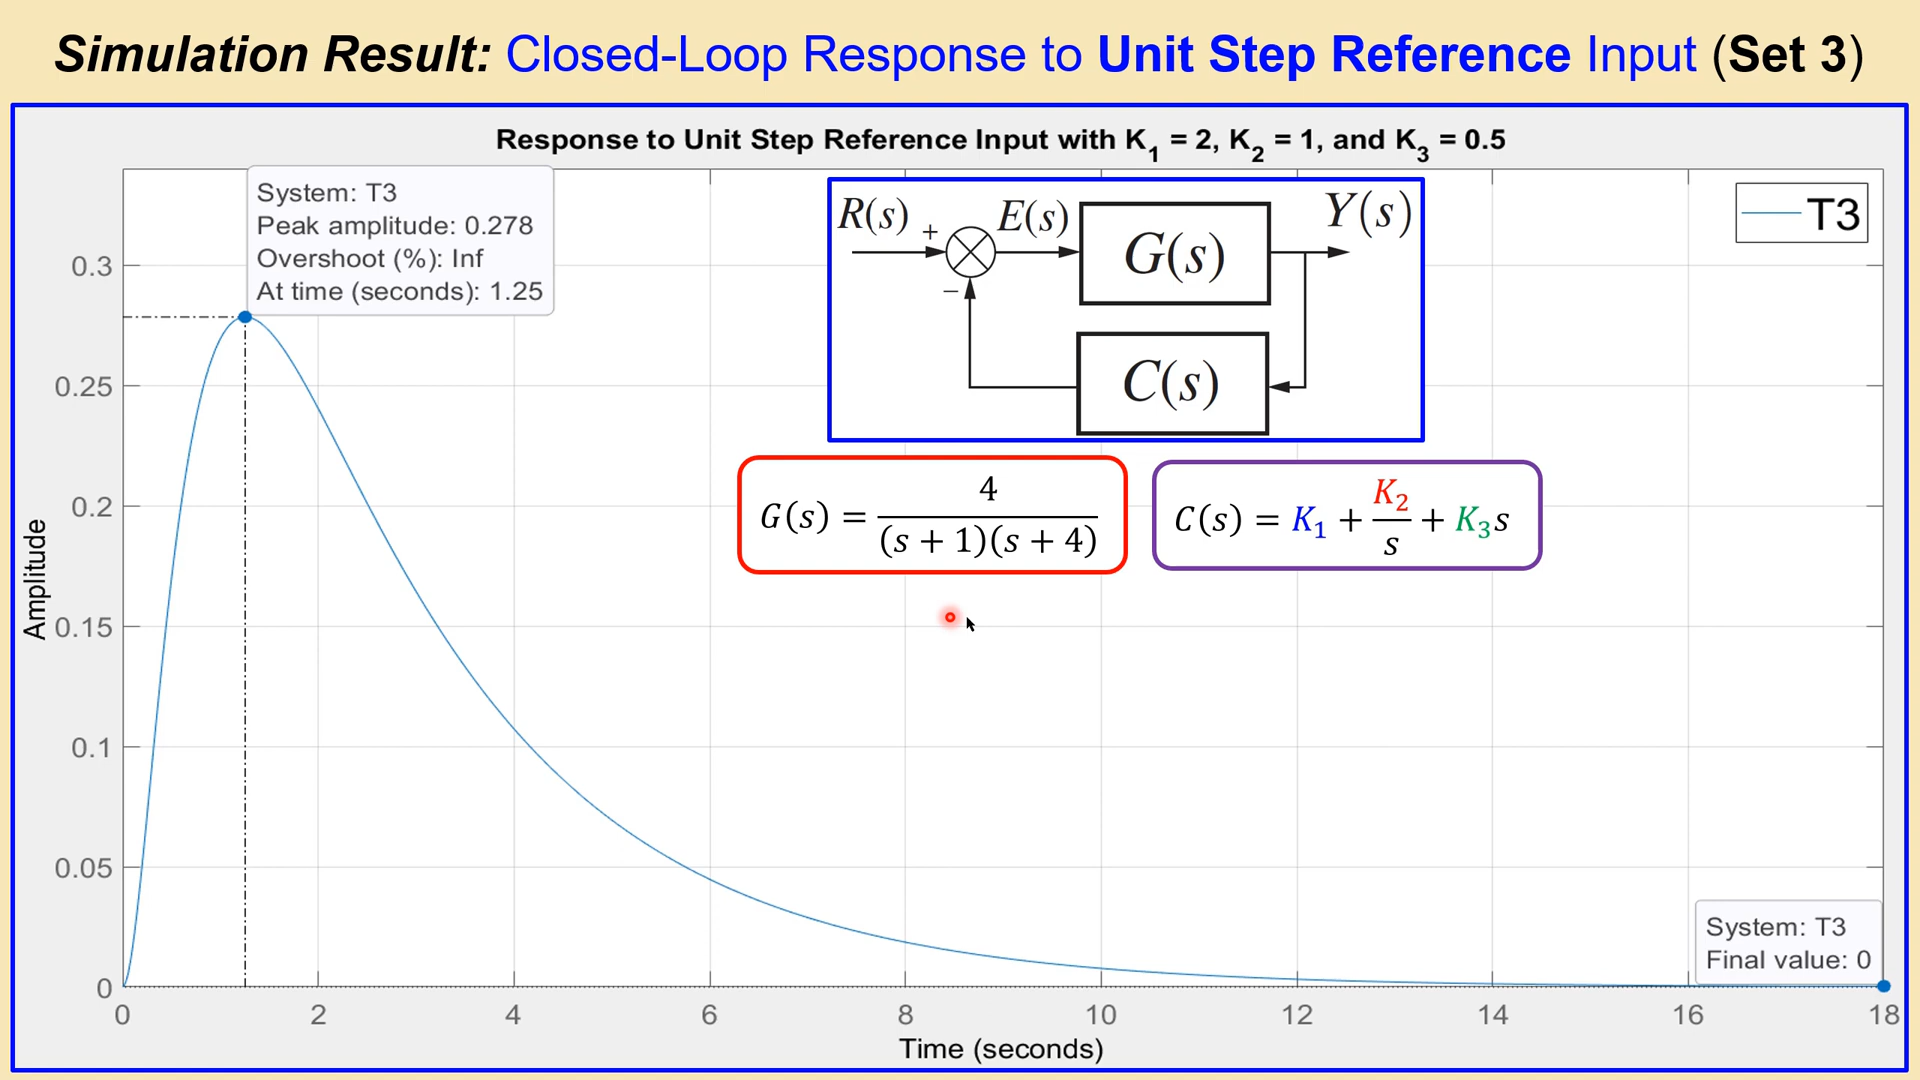 Simulation Result: Closed-Loop Response to Unit Step Reference Input (Set 3)
Response to Unit Step Reference Input with K1 = 2, K2 = 1, and K3 = 0.5
System: T3
Peak amplitude: 0.278
Overshoot (%): Inf
At time (seconds): 1.25
R(s) + E(s) G(s) Y(s)
−
C(s)
T3
G(s) = 4 / (s + 1)(s + 4)
C(s) = K1 + K2/s + K3s
Amplitude
0.3
0.25
0.2
0.15
0.1
0.05
0
System: T3
Final value: 0
0 2 4 6 8 10 12 14 16 18
Time (seconds)